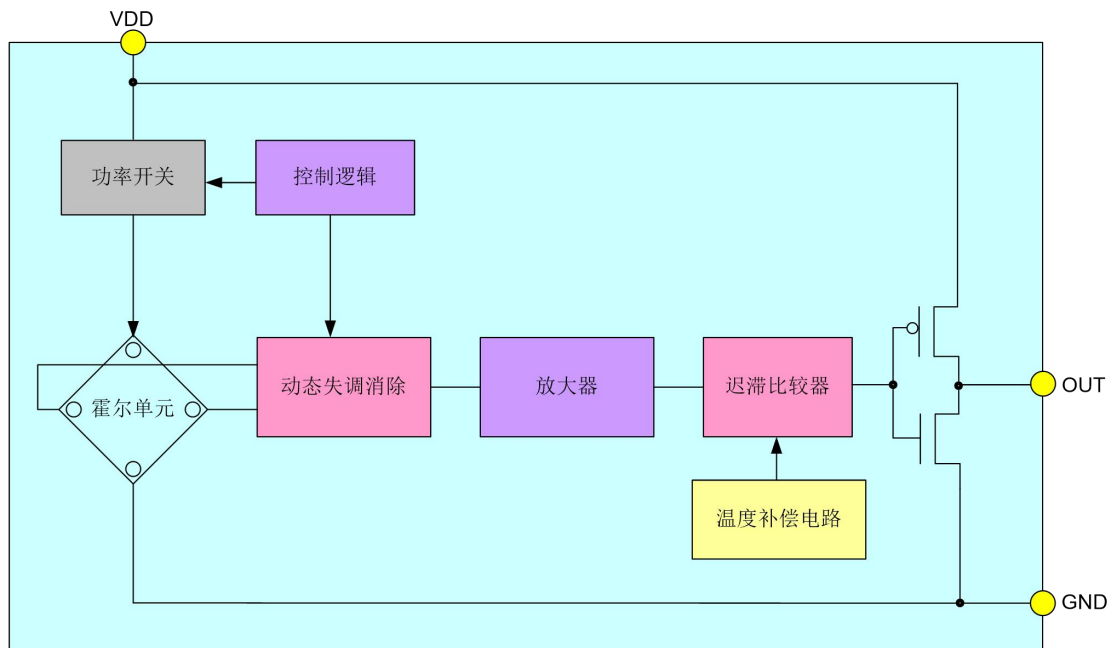 VDD
功率开关
控制逻辑
霍尔单元
动态失调消除
放大器
迟滞比较器
OUT
温度补偿电路
GND